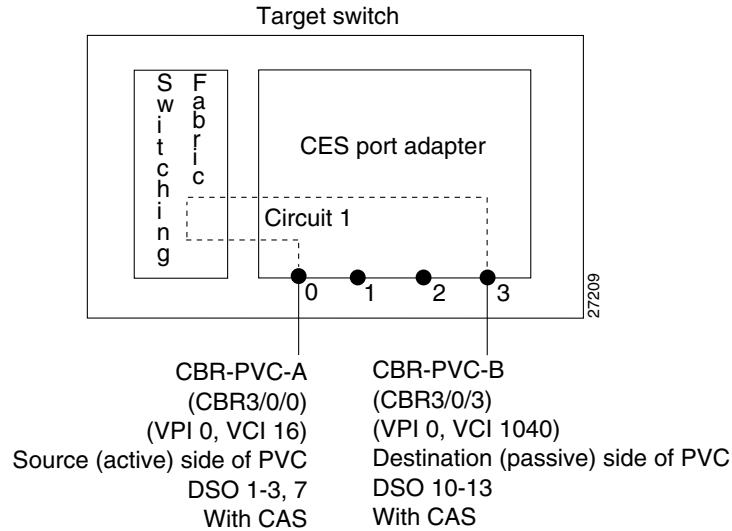 Target switch
Switching
Fabric
CES port adapter
Circuit 1
0 1 2 3
27209
CBR-PVC-A
(CBR3/0/0)
(VPI 0, VCI 16)
Source (active) side of PVC
DSO 1-3, 7
With CAS
CBR-PVC-B
(CBR3/0/3)
(VPI 0, VCI 1040)
Destination (passive) side of PVC
DSO 10-13
With CAS